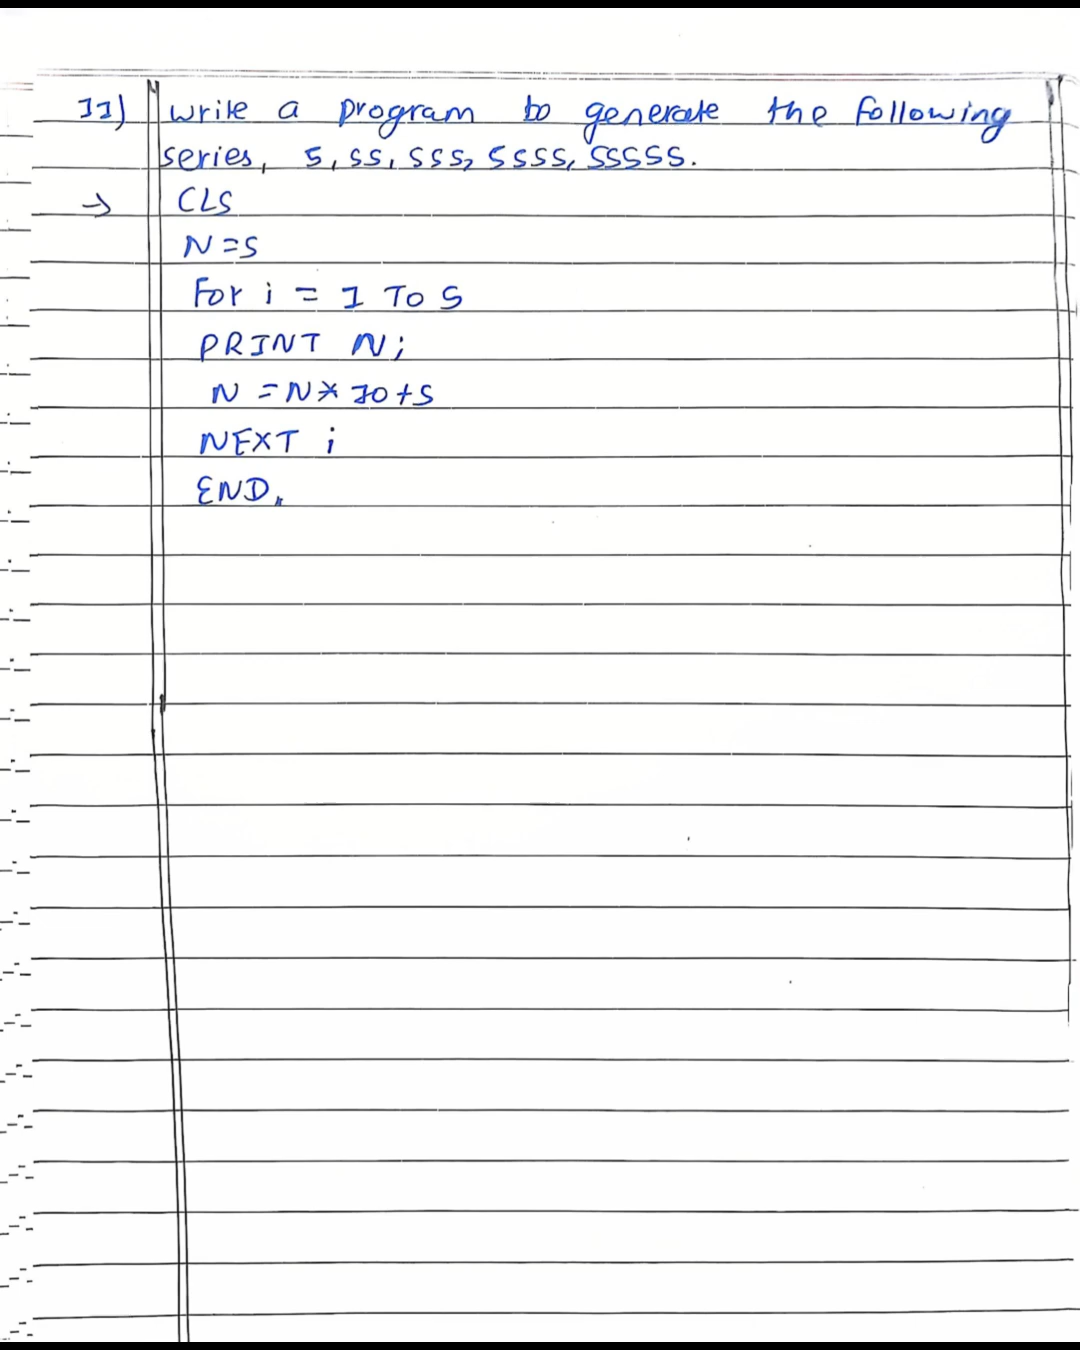 11) Write a program to generate the following
series, 5, 55, 555, 5555, 55555.
→ CLS
N = 5
For i = 1 TO 5
PRINT N;
N = N * 10 + 5
NEXT i
END.